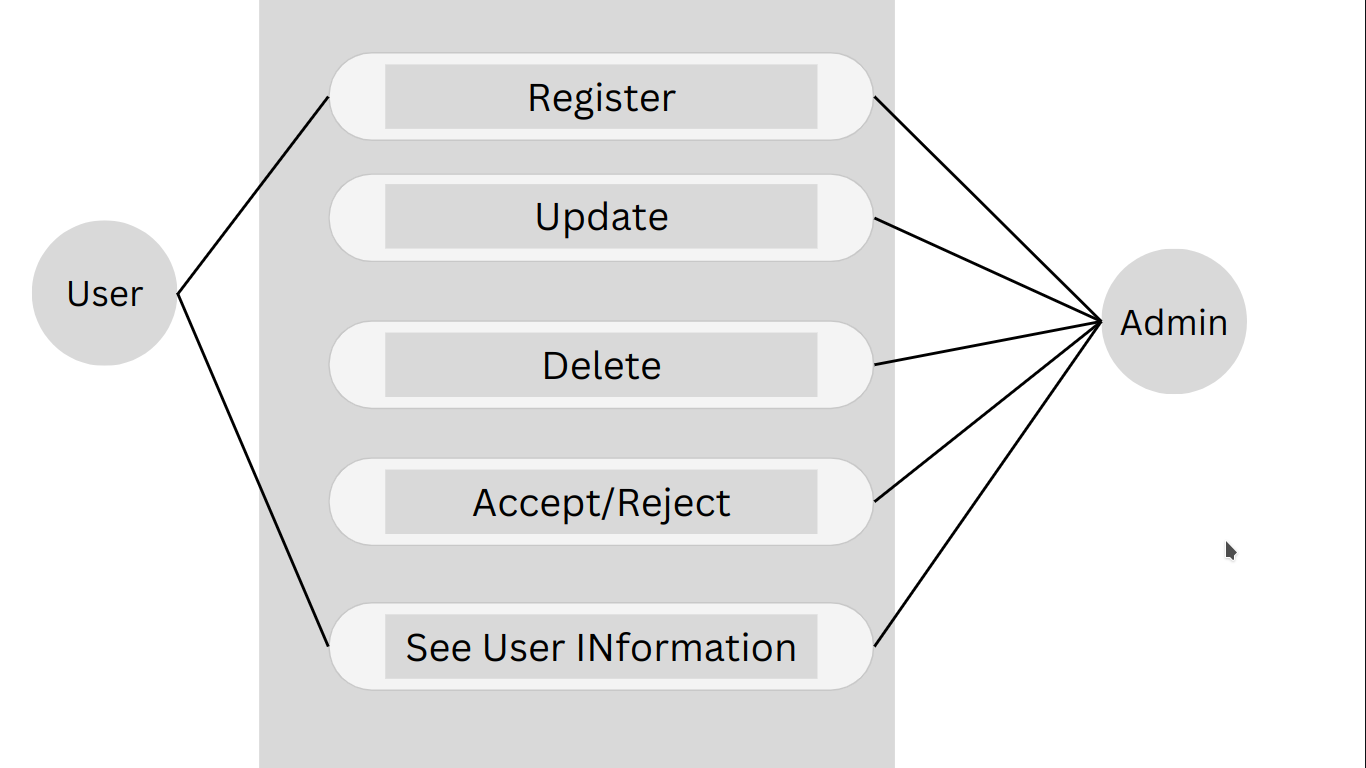 Register
Update
User
Admin
Delete
Accept/Reject
See User INformation